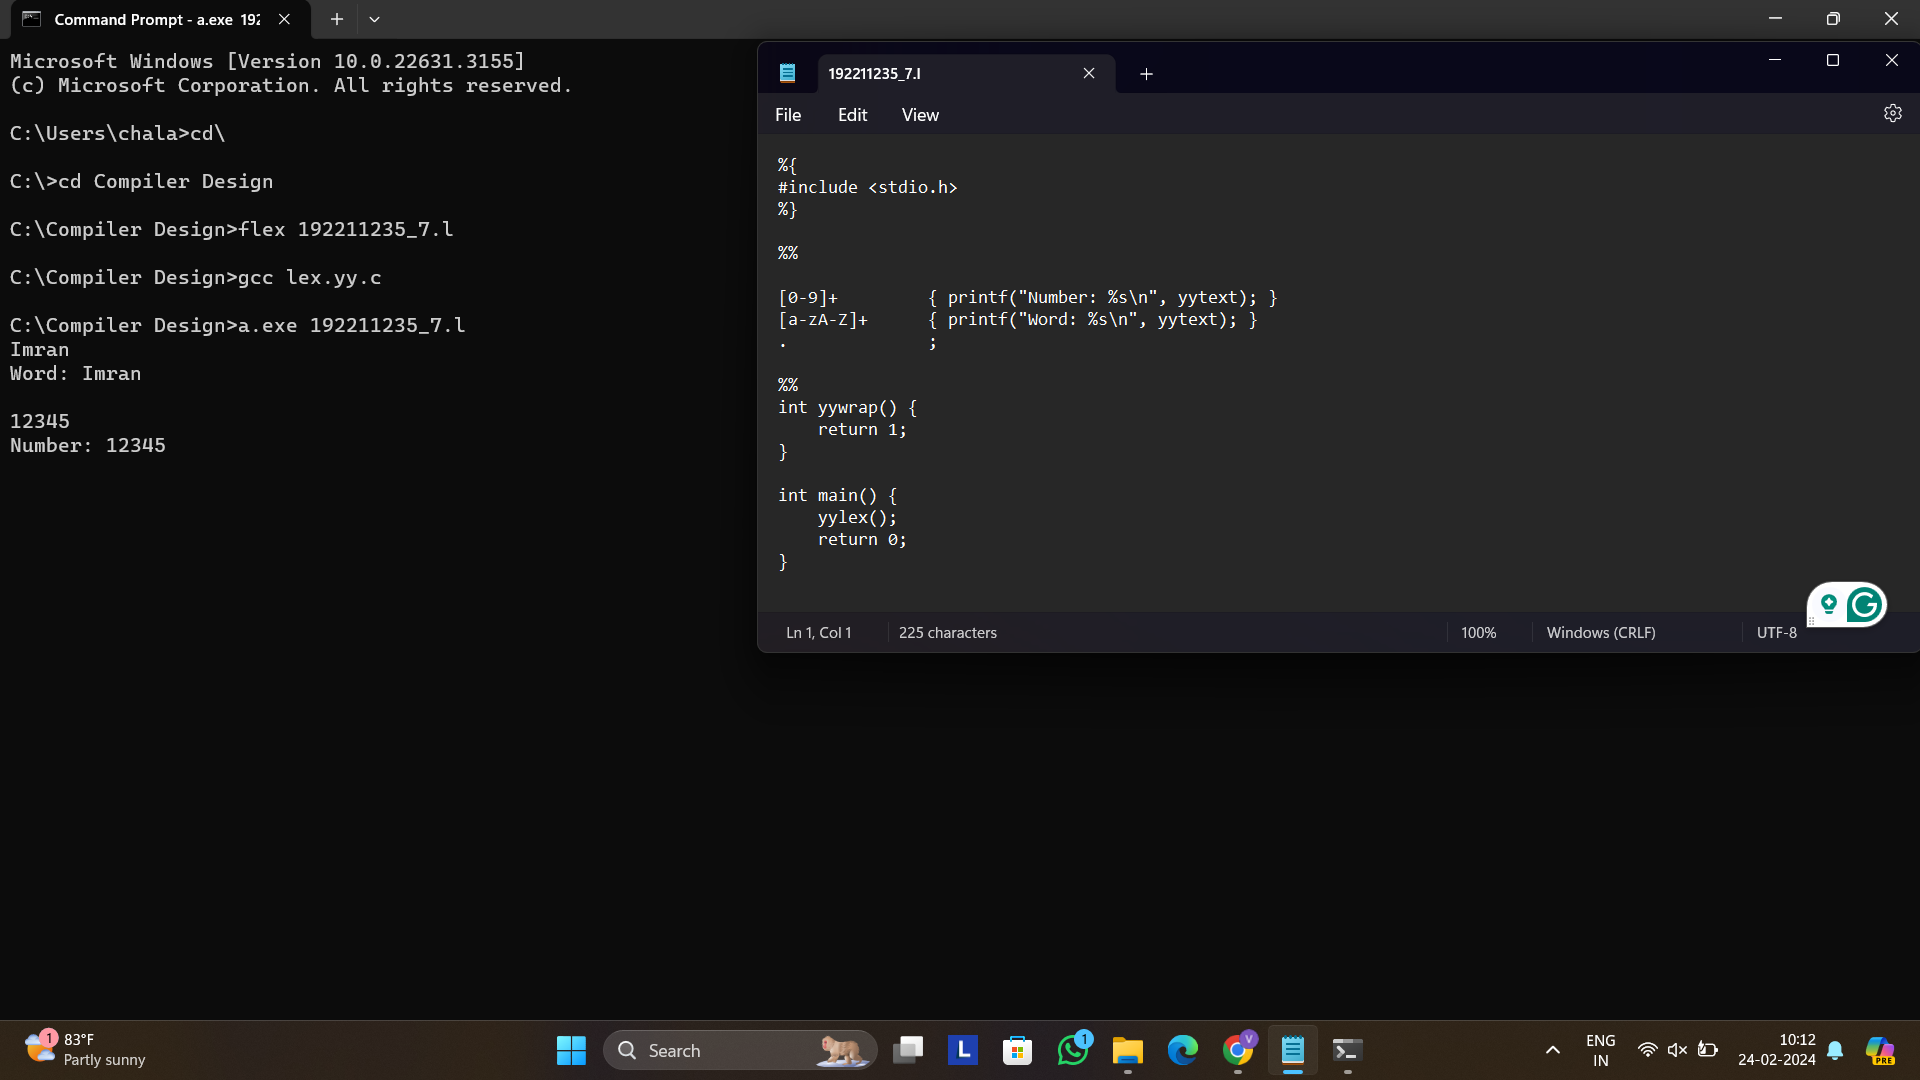 Command Prompt - a.exe 192
Microsoft Windows [Version 10.0.22631.3155]
(c) Microsoft Corporation. All rights reserved.
C:\Users\chala>cd\
C:\>cd Compiler Design
C:\Compiler Design>flex 192211235_7.l
C:\Compiler Design>gcc lex.yy.c
C:\Compiler Design>a.exe 192211235_7.l
Imran
Word: Imran
12345
Number: 12345
192211235_7.l
File Edit View
%{
#include <stdio.h>
%}
%%
[0-9]+ { printf("Number: %s\n", yytext); }
[a-zA-Z]+ { printf("Word: %s\n", yytext); }
. ;
%%
int yywrap() {
return 1;
}
int main() {
yylex();
return 0;
}
Ln 1, Col 1 225 characters 100% Windows (CRLF) UTF-8
1
83°F
Partly sunny
Search
L
1
V
ENG
IN
10:12
24-02-2024
PRE